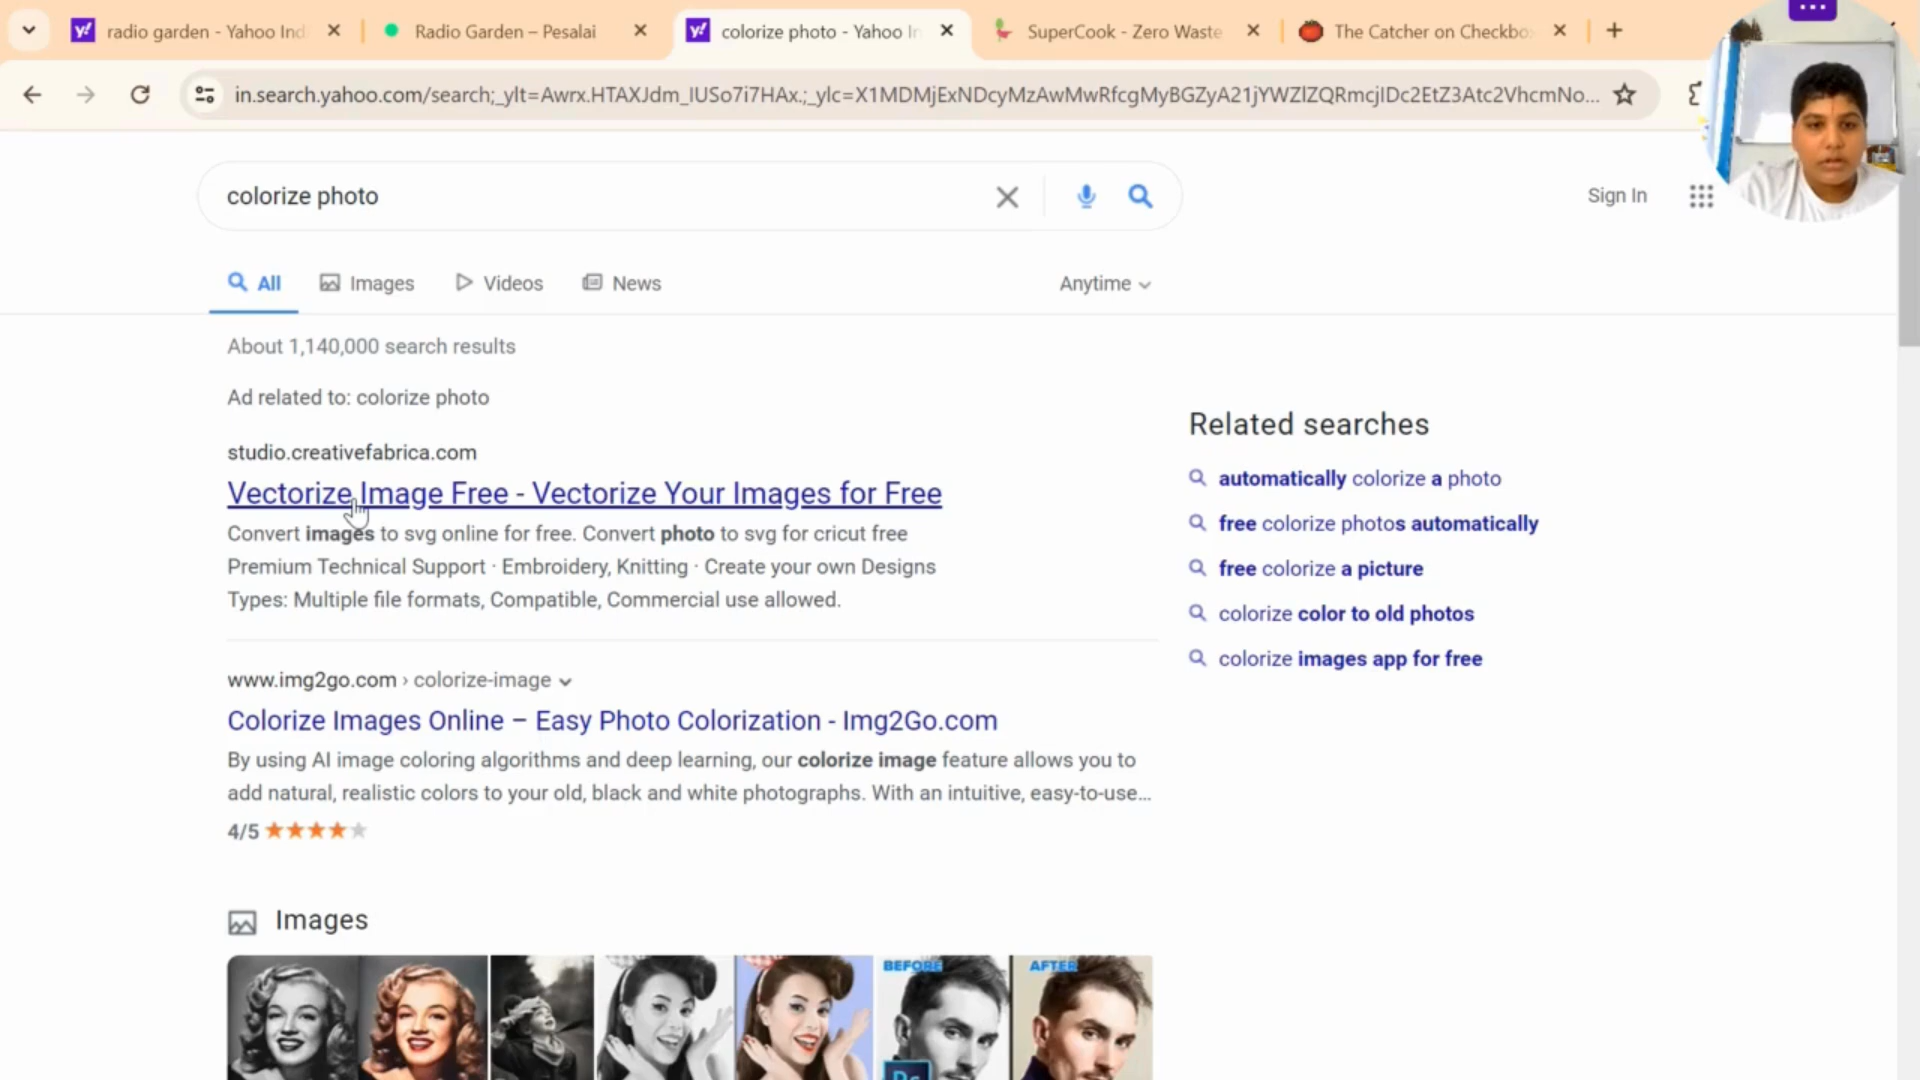 radio garden - Yahoo Ind
Radio Garden – Pesalai
colorize photo - Yahoo In
SuperCook - Zero Waste
The Catcher on Checkbo
in.search.yahoo.com/search;_ylt=Awrx.HTAXJdm_IUSo7i7HAx.;_ylc=X1MDMjExNDcyMzAwMwRfcgMyBGZyA21jYWZlZQRmcjIDc2EtZ3Atc2VhcmNo...
colorize photo
Sign In
All Images Videos News Anytime
About 1,140,000 search results
Ad related to: colorize photo
studio.creativefabrica.com
Vectorize Image Free - Vectorize Your Images for Free
Convert images to svg online for free. Convert photo to svg for cricut free
Premium Technical Support · Embroidery, Knitting · Create your own Designs
Types: Multiple file formats, Compatible, Commercial use allowed.
www.img2go.com › colorize-image
Colorize Images Online – Easy Photo Colorization - Img2Go.com
By using AI image coloring algorithms and deep learning, our colorize image feature allows you to
add natural, realistic colors to your old, black and white photographs. With an intuitive, easy-to-use...
4/5
Images
BEFORE AFTER
Ps
Related searches
automatically colorize a photo
free colorize photos automatically
free colorize a picture
colorize color to old photos
colorize images app for free